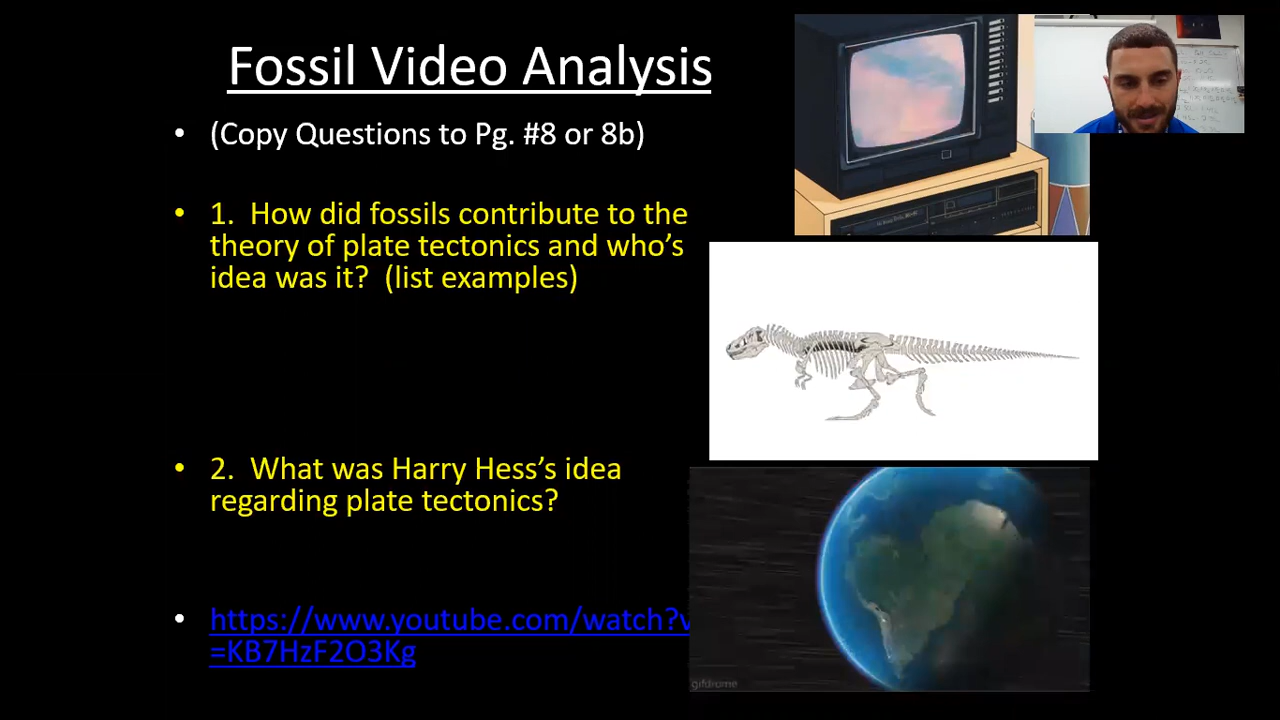 Fossil Video Analysis
• (Copy Questions to Pg. #8 or 8b)
• 1. How did fossils contribute to the
theory of plate tectonics and who's
idea was it? (list examples)
• 2. What was Harry Hess's idea
regarding plate tectonics?
• https://www.youtube.com/watch?v
=KB7HzF2O3Kg
gifdrome